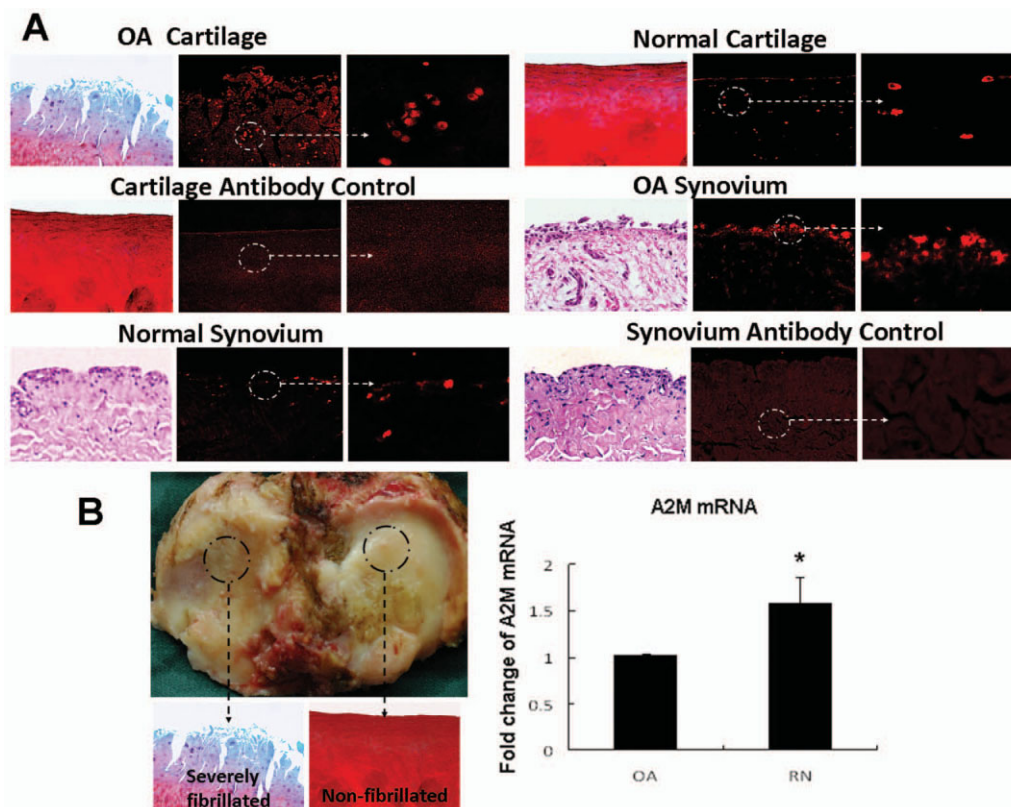 A
OA Cartilage
Normal Cartilage
Cartilage Antibody Control
OA Synovium
Normal Synovium
Synovium Antibody Control
B
Severely
fibrillated
Non-fibrillated
A2M mRNA
Fold change of A2M mRNA
2
1.5
1
0.5
0
*
OA
RN